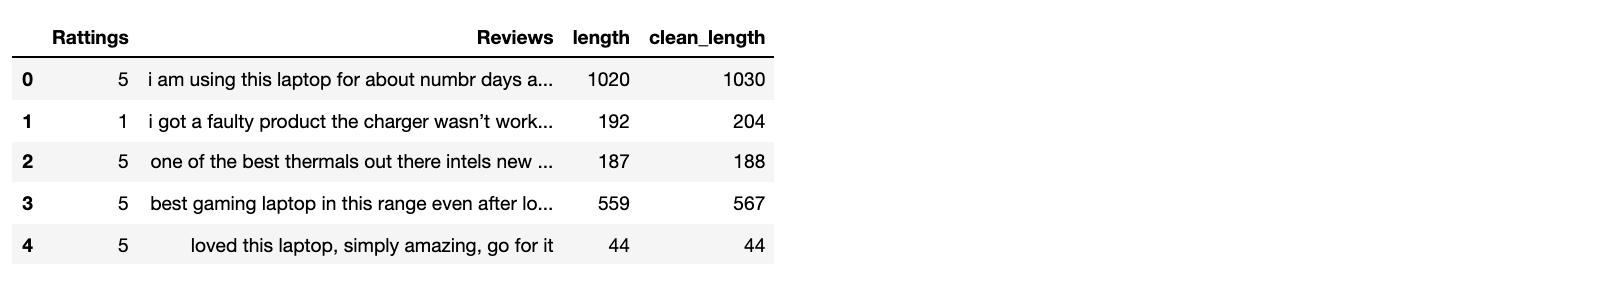 Rattings Reviews length clean_length
0 5 i am using this laptop for about numbr days a... 1020 1030
1 1 i got a faulty product the charger wasn’t work... 192 204
2 5 one of the best thermals out there intels new ... 187 188
3 5 best gaming laptop in this range even after lo... 559 567
4 5 loved this laptop, simply amazing, go for it 44 44